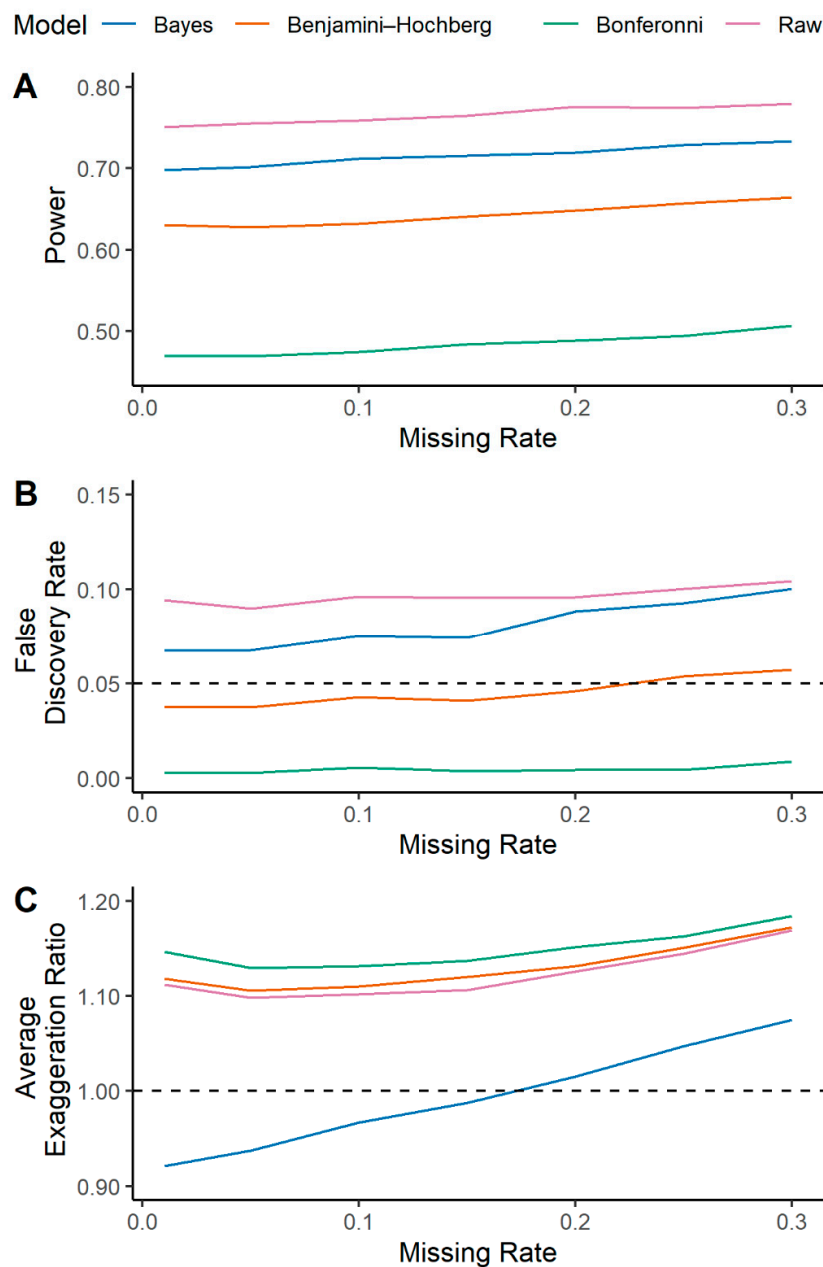 Model Bayes Benjamini–Hochberg Bonferonni Raw
A
0.80
0.70
0.60
0.50
Power
0.0 0.1 0.2 0.3
Missing Rate
B
0.15
0.10
0.05
0.00
False
Discovery Rate
0.0 0.1 0.2 0.3
Missing Rate
C
1.20
1.10
1.00
0.90
Average
Exaggeration Ratio
0.0 0.1 0.2 0.3
Missing Rate